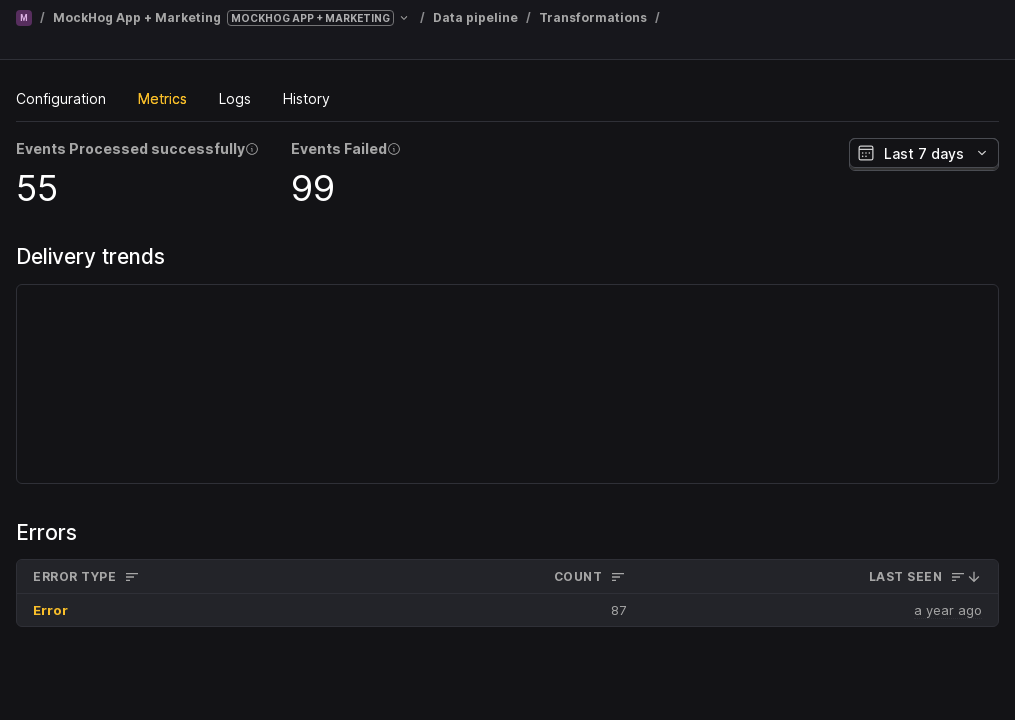 M / MockHog App + Marketing MOCKHOG APP + MARKETING / Data pipeline / Transformations /
Configuration Metrics Logs History
Events Processed successfully Events Failed
Last 7 days
55 99
Delivery trends
Errors
ERROR TYPE COUNT LAST SEEN
Error 87 a year ago